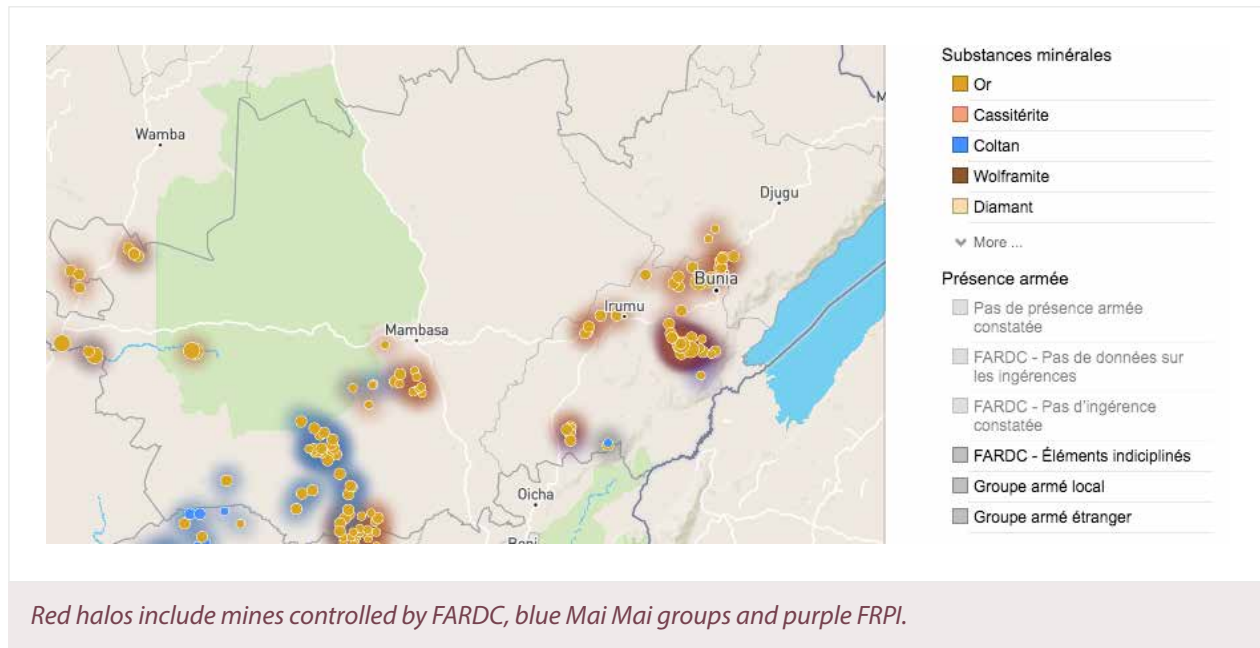 Wamba
Djugu
Bunia
Irumu
Mambasa
Oicha
Beni
Substances minérales
Or
Cassitérite
Coltan
Wolframite
Diamant
More ...
Présence armée
Pas de présence armée
constatée
FARDC - Pas de données sur
les ingérences
FARDC - Pas d'ingérence
constatée
FARDC - Éléments indiciplinés
Groupe armé local
Groupe armé étranger
Red halos include mines controlled by FARDC, blue Mai Mai groups and purple FRPI.